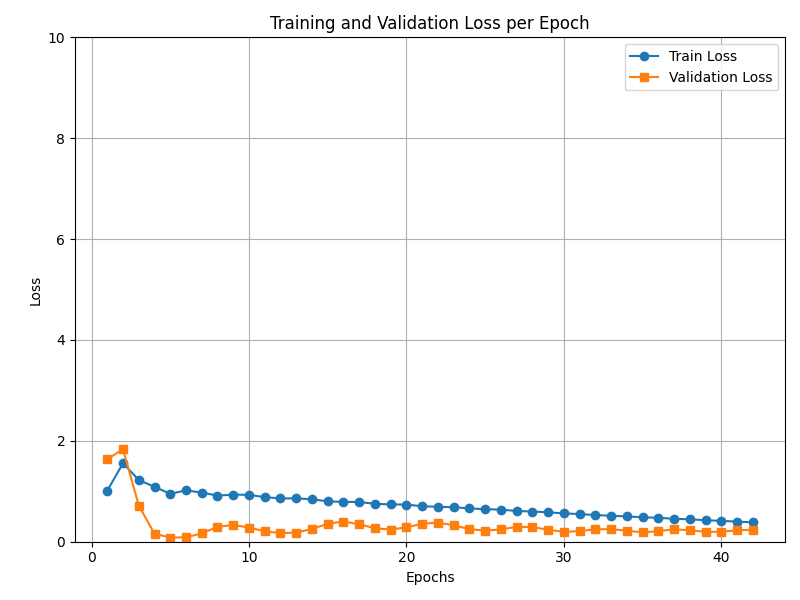 Training and Validation Loss per Epoch
Train Loss
Validation Loss
10
8
6
4
2
0
Loss
0 10 20 30 40
Epochs